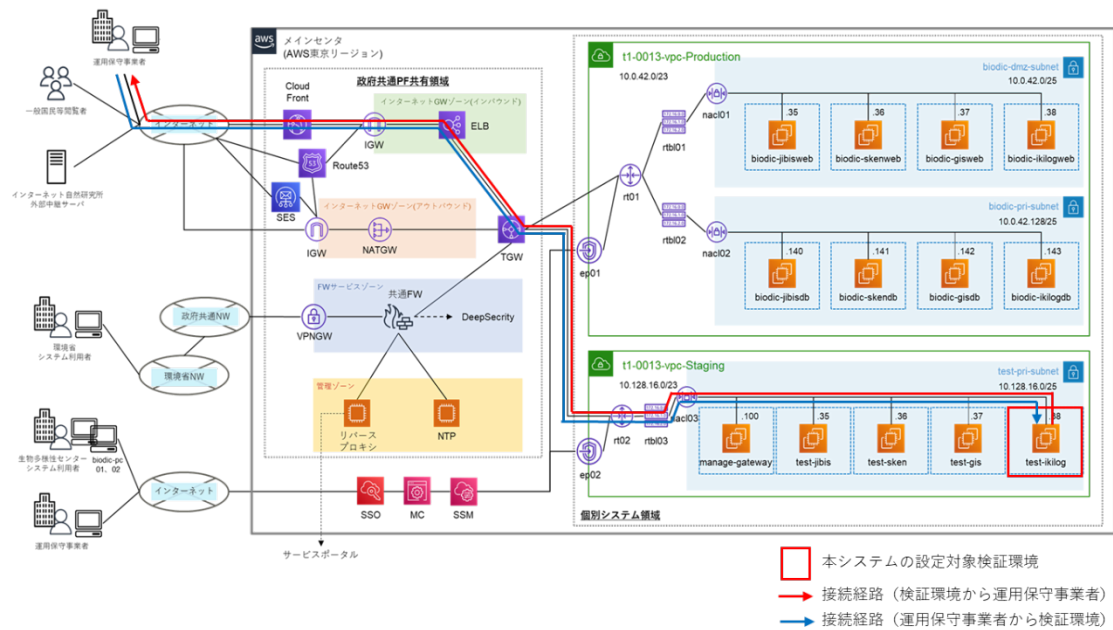 運用保守事業者
一般国民等閲覧者
インターネット自然研究所
外部中継サーバ
インターネット
環境省
システム利用者
政府共通NW
環境省NW
生物多様性センター
システム利用者
biodic-pc
01、02
インターネット
運用保守事業者
aws
メインセンタ
(AWS東京リージョン)
政府共通PF共有領域
Cloud
Front
インターネットGWゾーン(インバウンド)
IGW
ELB
Route53
SES
インターネットGWゾーン(アウトバウンド)
IGW
NATGW
TGW
FWサービスゾーン
共通FW
VPNGW
DeepSecrity
管理ゾーン
リバース
プロキシ
NTP
SSO
MC
SSM
サービスポータル
t1-0013-vpc-Production
10.0.42.0/23
biodic-dmz-subnet
10.0.42.0/25
nacl01
rtbl01
.35
.36
.37
.38
biodic-jibisweb
biodic-skenweb
biodic-gisweb
biodic-ikilogweb
rt01
biodic-pri-subnet
10.0.42.128/25
rtbl02
nacl02
.140
.141
.142
.143
biodic-jibisdb
biodic-skendb
biodic-gisdb
biodic-ikilogdb
ep01
t1-0013-vpc-Staging
10.128.16.0/23
test-pri-subnet
10.128.16.0/25
nacl03
rt02
rtbl03
ep02
.100
.35
.36
.37
.38
manage-gateway
test-jibis
test-sken
test-gis
test-ikilog
個別システム領域
本システムの設定対象検証環境
接続経路（検証環境から運用保守事業者）
接続経路（運用保守事業者から検証環境）